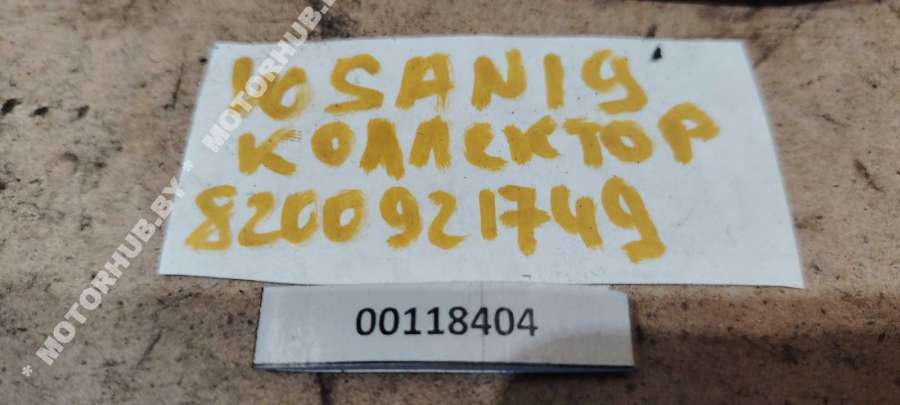 10SAN19
КОЛЛЕКТОР
8200921749
00118404
* MOTORHUB.BY * MOTORHUB.BY